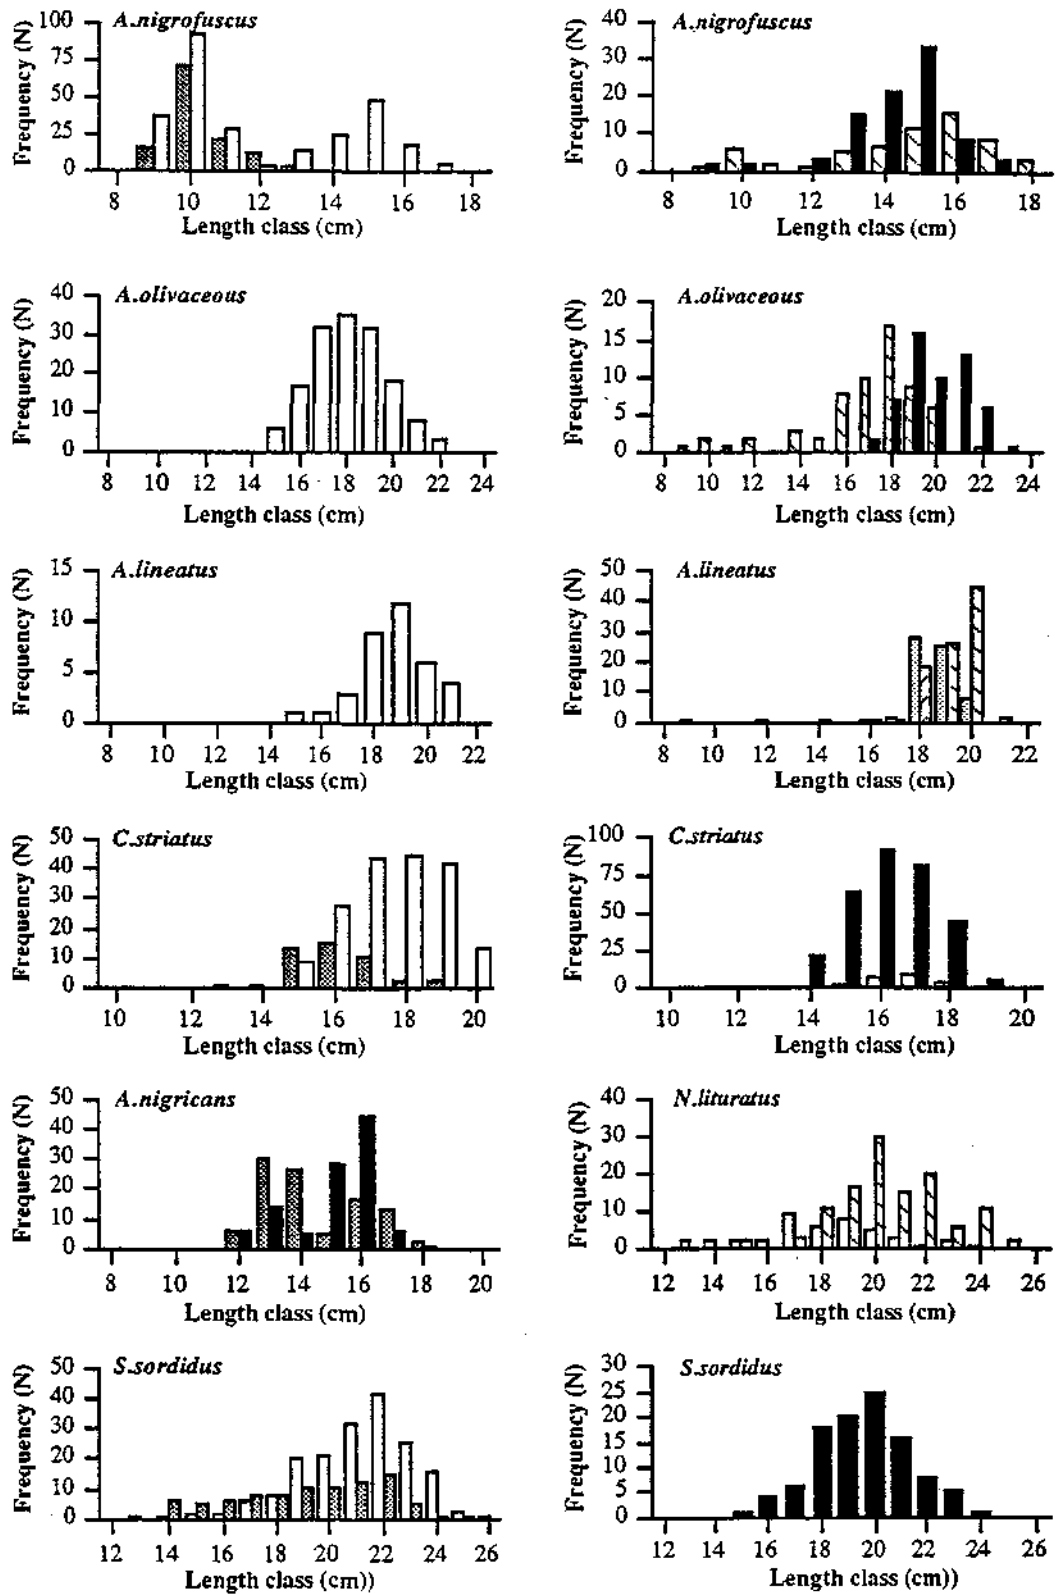 A.nigrofuscus
Frequency (N)
100
75
50
25
0
8 10 12 14 16 18
Length class (cm)
A.nigrofuscus
Frequency (N)
40
30
20
10
0
8 10 12 14 16 18
Length class (cm)
A.olivaceous
Frequency (N)
40
30
20
10
0
8 10 12 14 16 18 20 22 24
Length class (cm)
A.olivaceous
Frequency (N)
20
15
10
5
0
8 10 12 14 16 18 20 22 24
Length class (cm)
A.lineatus
Frequency (N)
15
10
5
0
8 10 12 14 16 18 20 22
Length class (cm)
A.lineatus
Frequency (N)
50
40
30
20
10
0
8 10 12 14 16 18 20 22
Length class (cm)
C.striatus
Frequency (N)
50
40
30
20
10
0
10 12 14 16 18 20
Length class (cm)
C.striatus
Frequency (N)
100
75
50
25
0
10 12 14 16 18 20
Length class (cm)
A.nigricans
Frequency (N)
50
40
30
20
10
0
8 10 12 14 16 18 20
Length class (cm)
N.lituratus
Frequency (N)
40
30
20
10
0
12 14 16 18 20 22 24 26
Length class (cm)
S.sordidus
Frequency (N)
50
40
30
20
10
0
12 14 16 18 20 22 24 26
Length class (cm))
S.sordidus
Frequency (N)
30
25
20
15
10
5
0
12 14 16 18 20 22 24 26
Length class (cm))